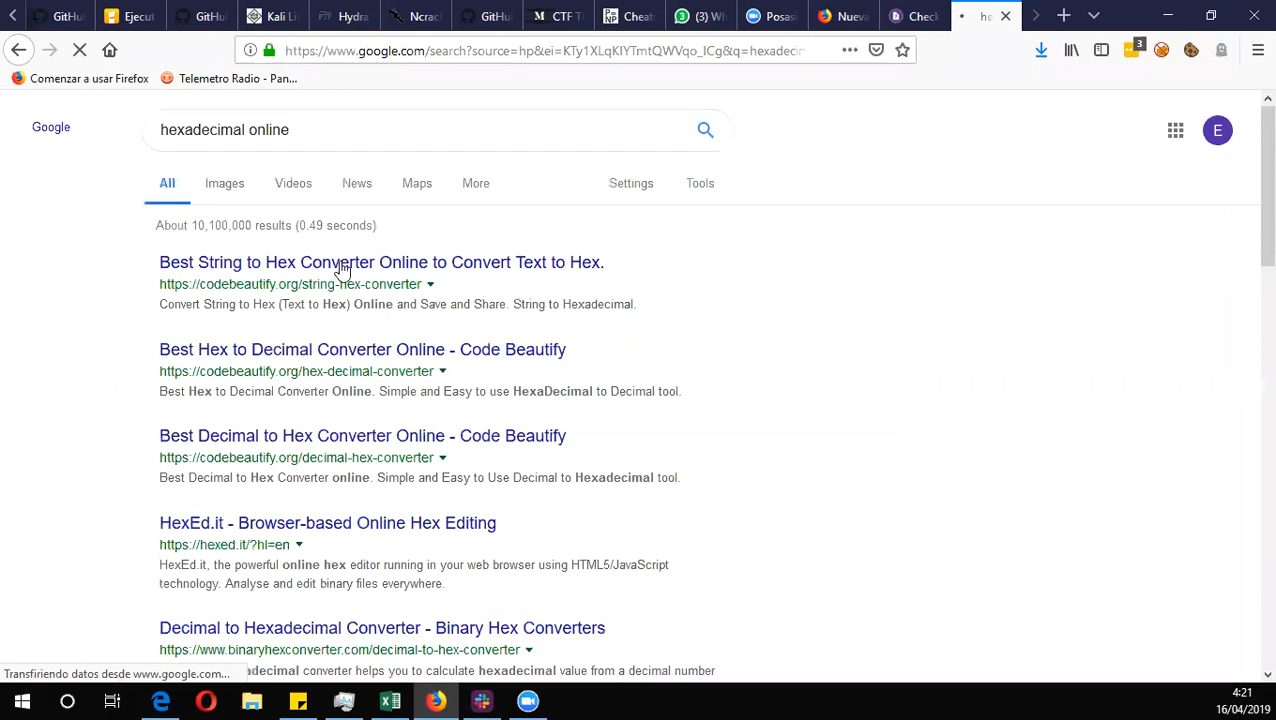 GitHu
Ejecut
GitHu
Kali Li
Hydra
Ncrac
GitHu
CTF T
Cheat
(3) Wh
Posas
Nueva
Check
he
https://www.google.com/search?source=hp&ei=KTy1XLqKIYTmtQWVqo_ICg&q=hexadecim
3
Comenzar a usar Firefox
Telemetro Radio - Pan...
Google
hexadecimal online
E
All
Images
Videos
News
Maps
More
Settings
Tools
About 10,100,000 results (0.49 seconds)
Best String to Hex Converter Online to Convert Text to Hex.
https://codebeautify.org/string-hex-converter
Convert String to Hex (Text to Hex) Online and Save and Share. String to Hexadecimal.
Best Hex to Decimal Converter Online - Code Beautify
https://codebeautify.org/hex-decimal-converter
Best Hex to Decimal Converter Online. Simple and Easy to use HexaDecimal to Decimal tool.
Best Decimal to Hex Converter Online - Code Beautify
https://codebeautify.org/decimal-hex-converter
Best Decimal to Hex Converter online. Simple and Easy to Use Decimal to Hexadecimal tool.
HexEd.it - Browser-based Online Hex Editing
https://hexed.it/?hl=en
HexEd.it, the powerful online hex editor running in your web browser using HTML5/JavaScript
technology. Analyse and edit binary files everywhere.
Decimal to Hexadecimal Converter - Binary Hex Converters
https://www.binaryhexconverter.com/decimal-to-hex-converter
Transfiriendo datos desde www.google.com...
adecimal converter helps you to calculate hexadecimal value from a decimal number
4:21
16/04/2019